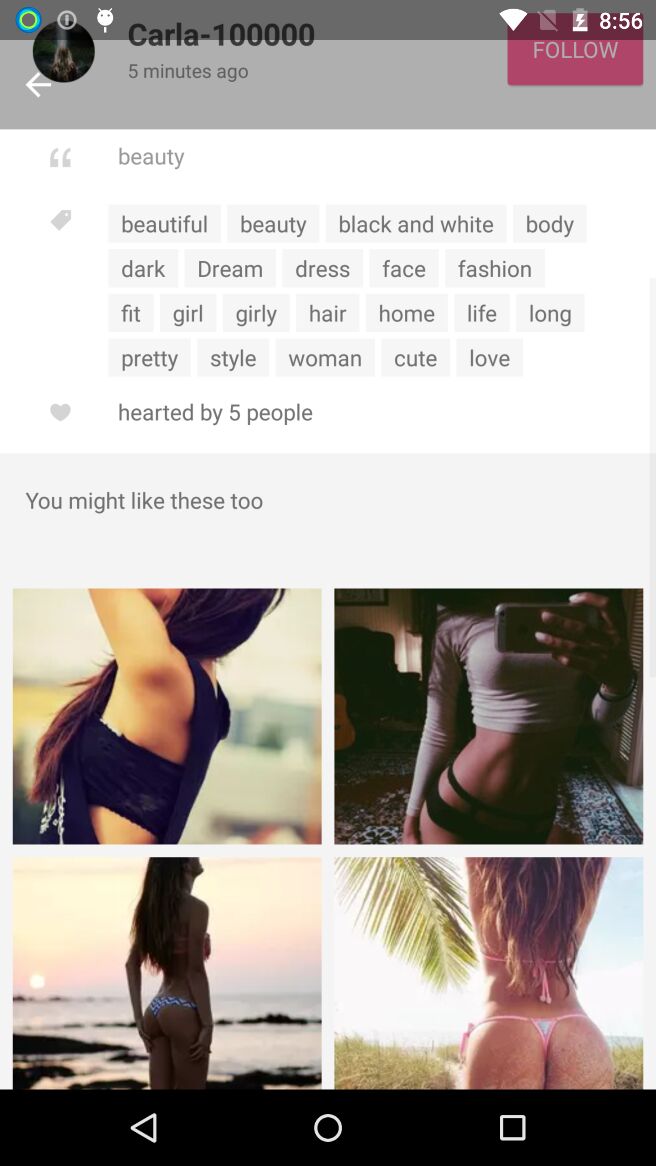 8:56
Carla-100000
FOLLOW
5 minutes ago
beauty
beautiful beauty black and white body
dark Dream dress face fashion
fit girl girly hair home life long
pretty style woman cute love
hearted by 5 people
You might like these too